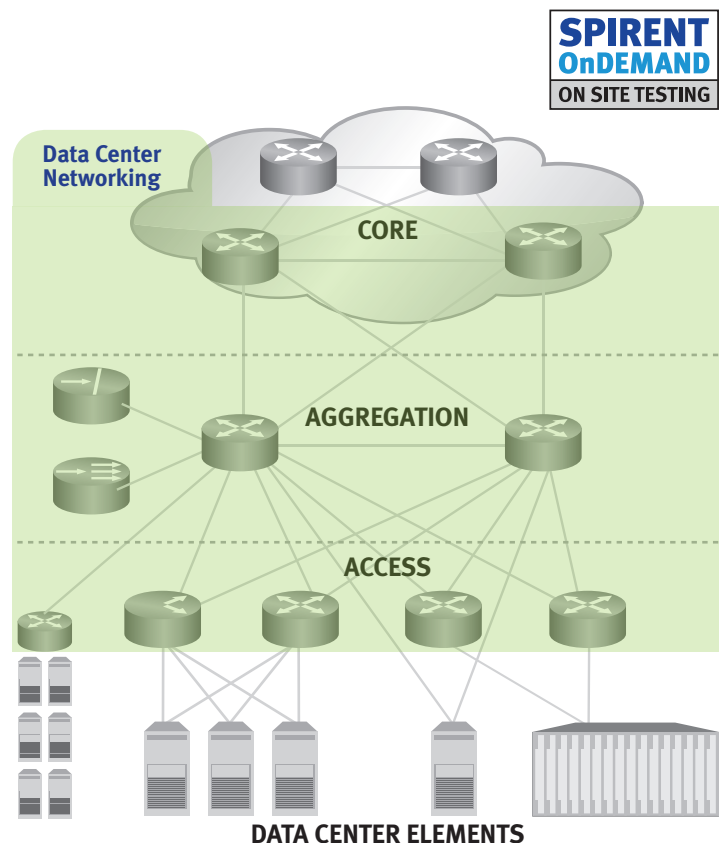 SPIRENT
OnDEMAND
ON SITE TESTING
Data Center
Networking
CORE
AGGREGATION
ACCESS
DATA CENTER ELEMENTS